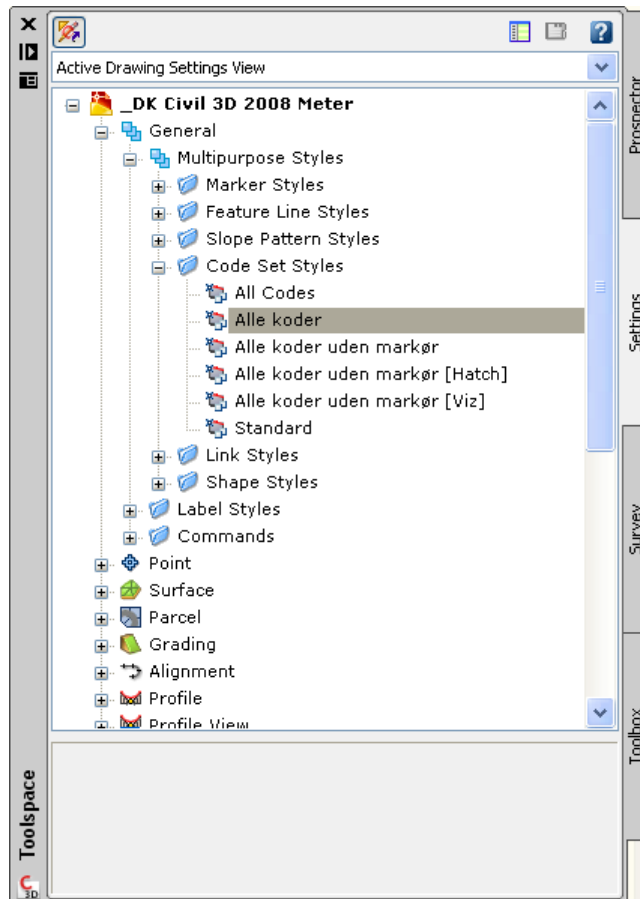 Active Drawing Settings View
_DK Civil 3D 2008 Meter
General
Multipurpose Styles
Marker Styles
Feature Line Styles
Slope Pattern Styles
Code Set Styles
All Codes
Alle koder
Alle koder uden markør
Alle koder uden markør [Hatch]
Alle koder uden markør [Viz]
Standard
Link Styles
Shape Styles
Label Styles
Commands
Point
Surface
Parcel
Grading
Alignment
Profile
Profile View
Prospector
Settings
Survey
Toolbox
Toolspace
C
3D